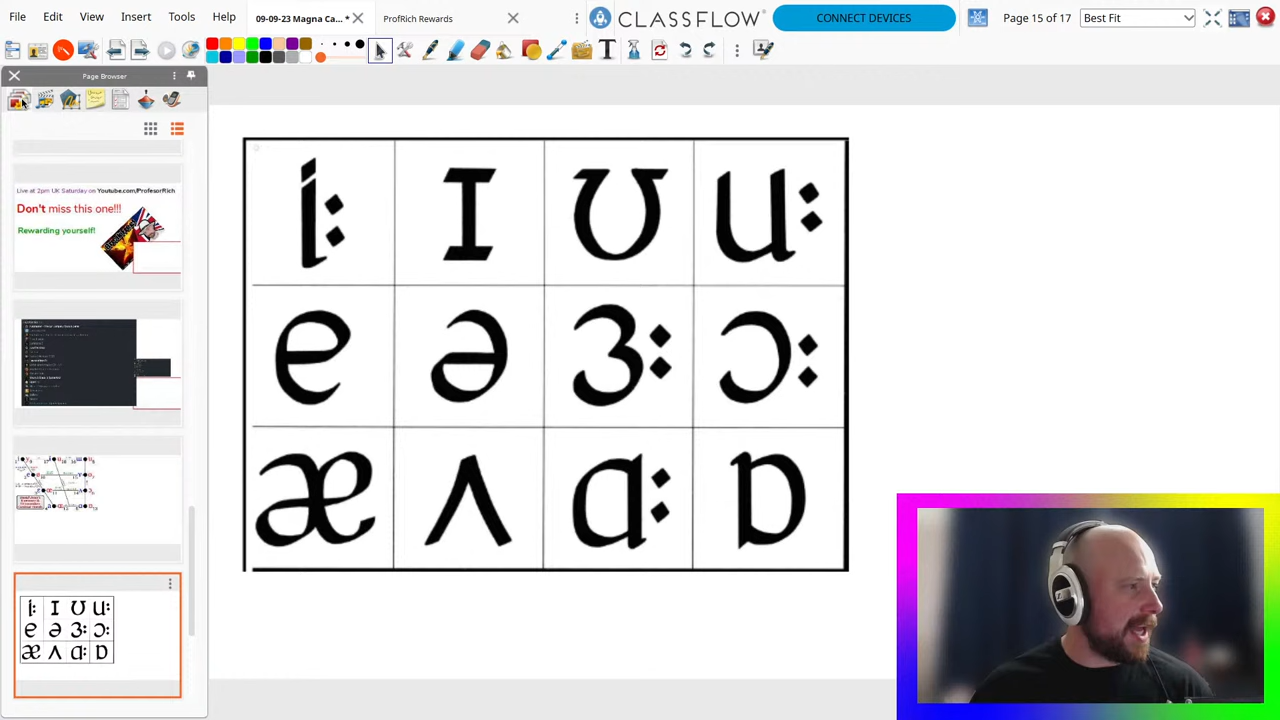 File Edit View Insert Tools Help 09-09-23 Magna Ca... * ProfRich Rewards CLASSFLOW CONNECT DEVICES Page 15 of 17 Best Fit
Page Browser
Live at 2pm UK Saturday on Youtube.com/ProfesorRich
Don't miss this one!!!
Rewarding yourself!
iː ɪ ʊ uː
e ə ɜː ɔː
æ ʌ ɑː ɒ
iː ɪ ʊ uː
e ə ɜː ɔː
æ ʌ ɑː ɒ